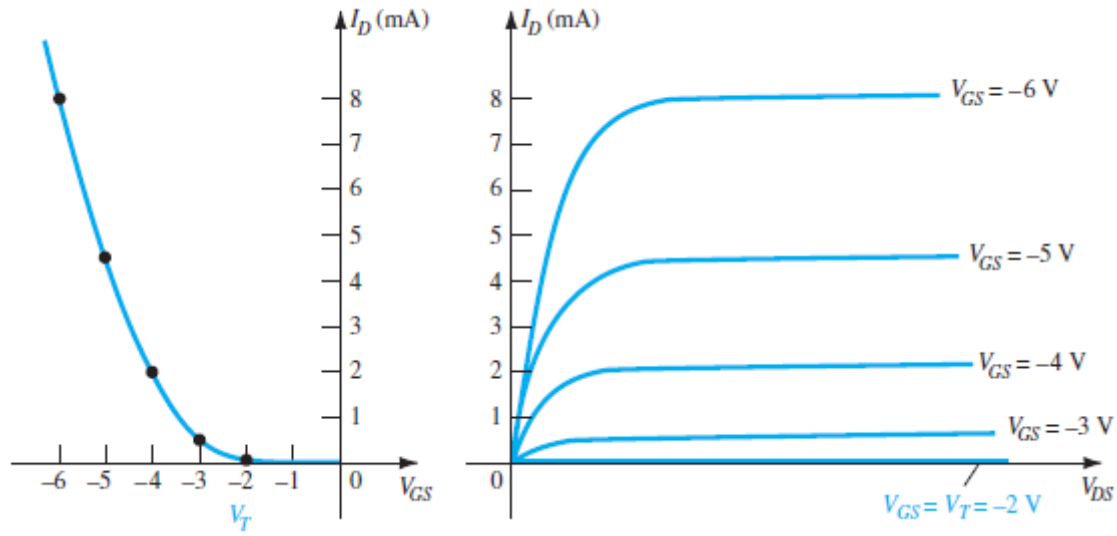 I_D (mA)
8
7
6
5
4
3
2
1
–6 –5 –4 –3 –2 –1 0 V_GS
V_T
I_D (mA)
8
7
6
5
4
3
2
1
0
V_GS = –6 V
V_GS = –5 V
V_GS = –4 V
V_GS = –3 V
V_DS
V_GS = V_T = –2 V